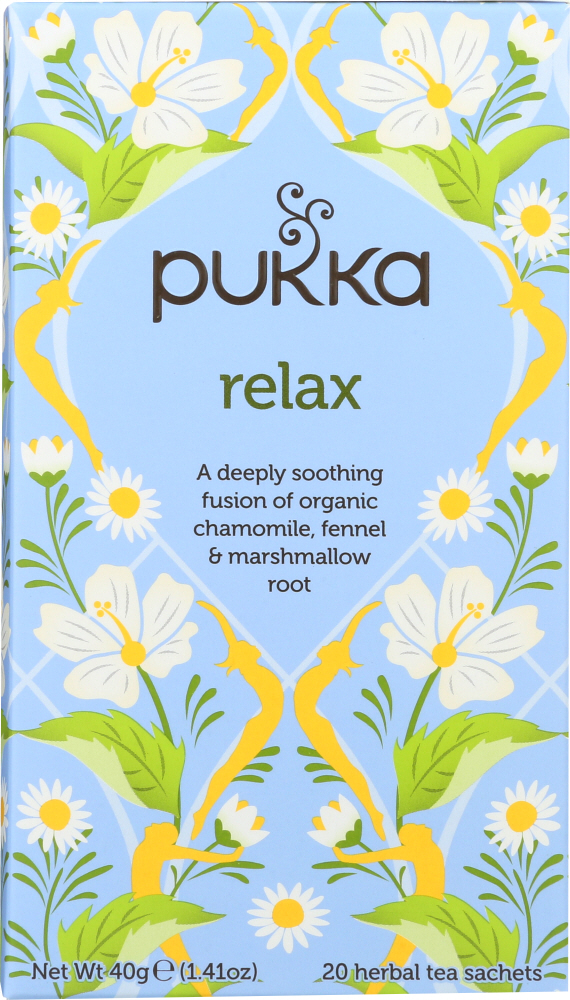 pukka
relax
A deeply soothing
fusion of organic
chamomile, fennel
& marshmallow
root
Net Wt 40g ℮ (1.41oz)
20 herbal tea sachets